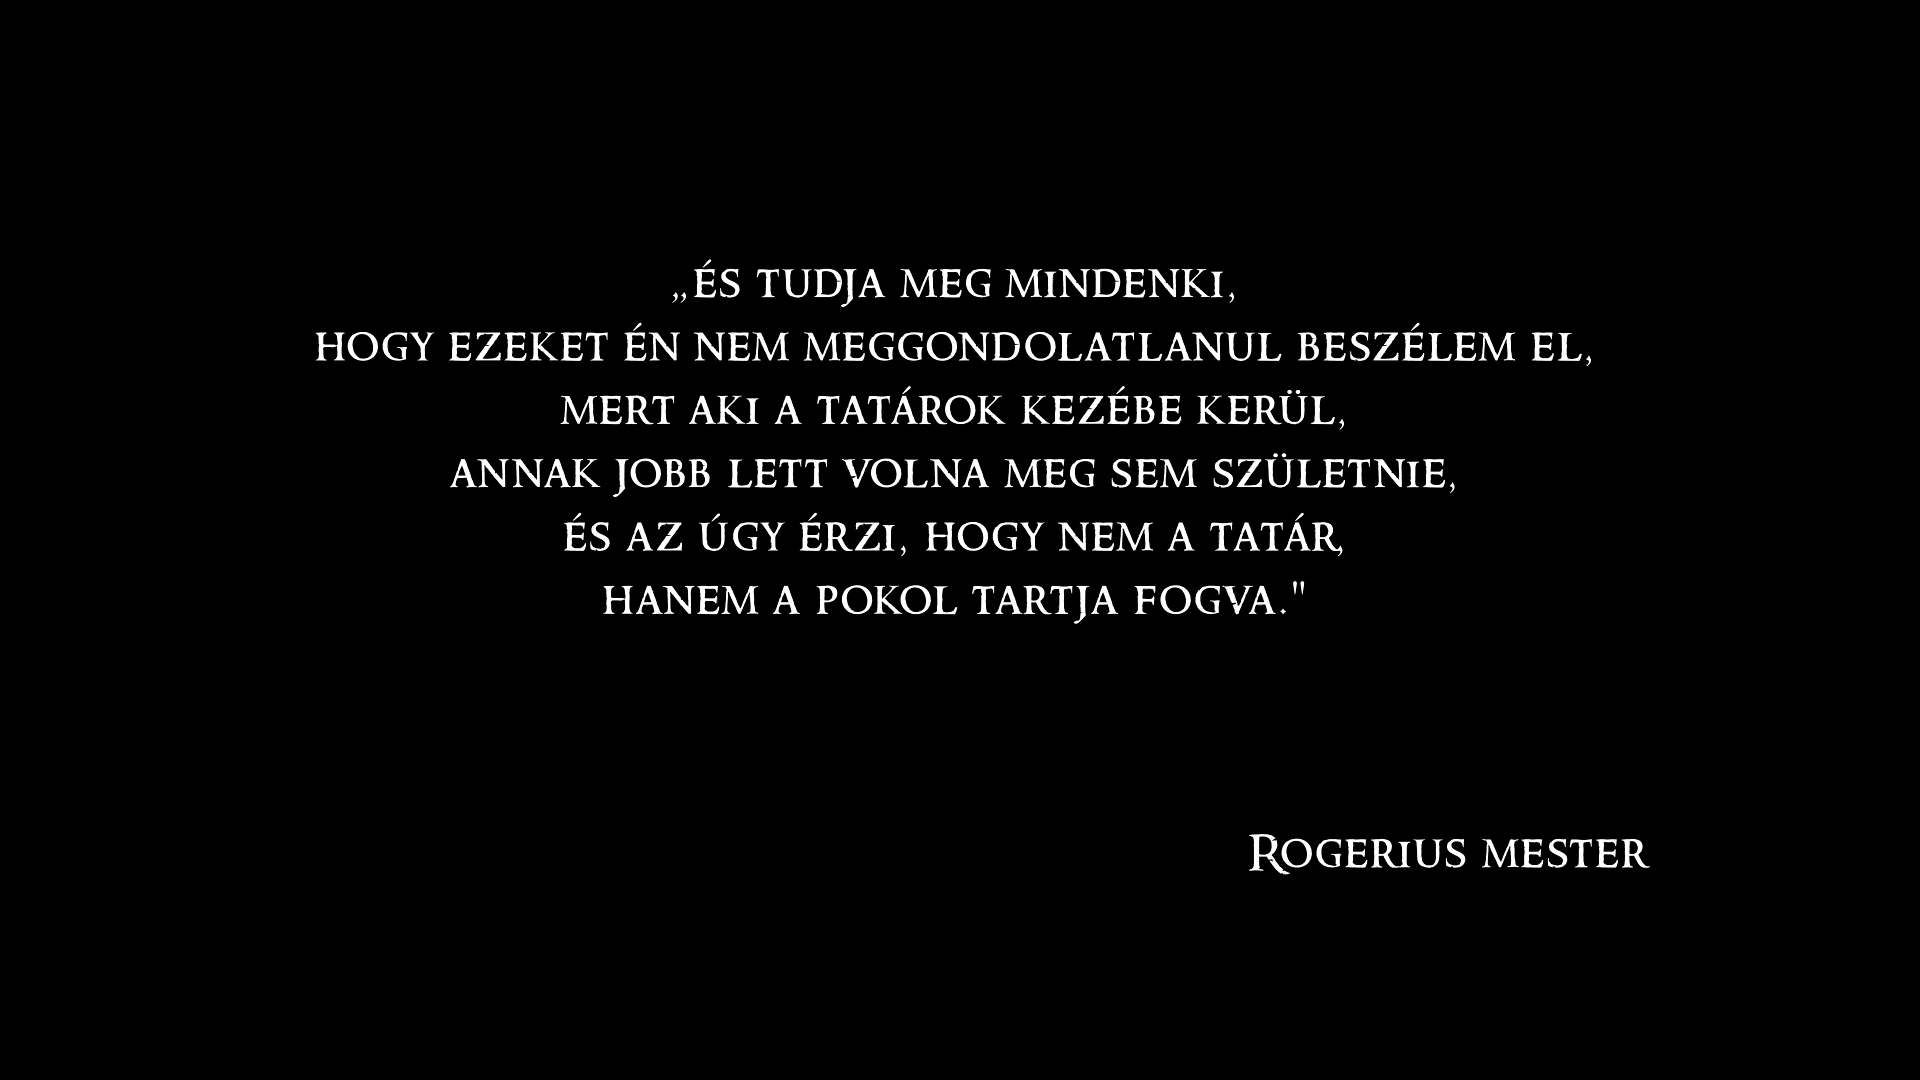 „És tudja meg mindenki,
hogy ezeket én nem meggondolatlanul beszélem el,
mert aki a tatárok kezébe kerül,
annak jobb lett volna meg sem születnie,
és az úgy érzi, hogy nem a tatár,
hanem a pokol tartja fogva."
Rogerius mester